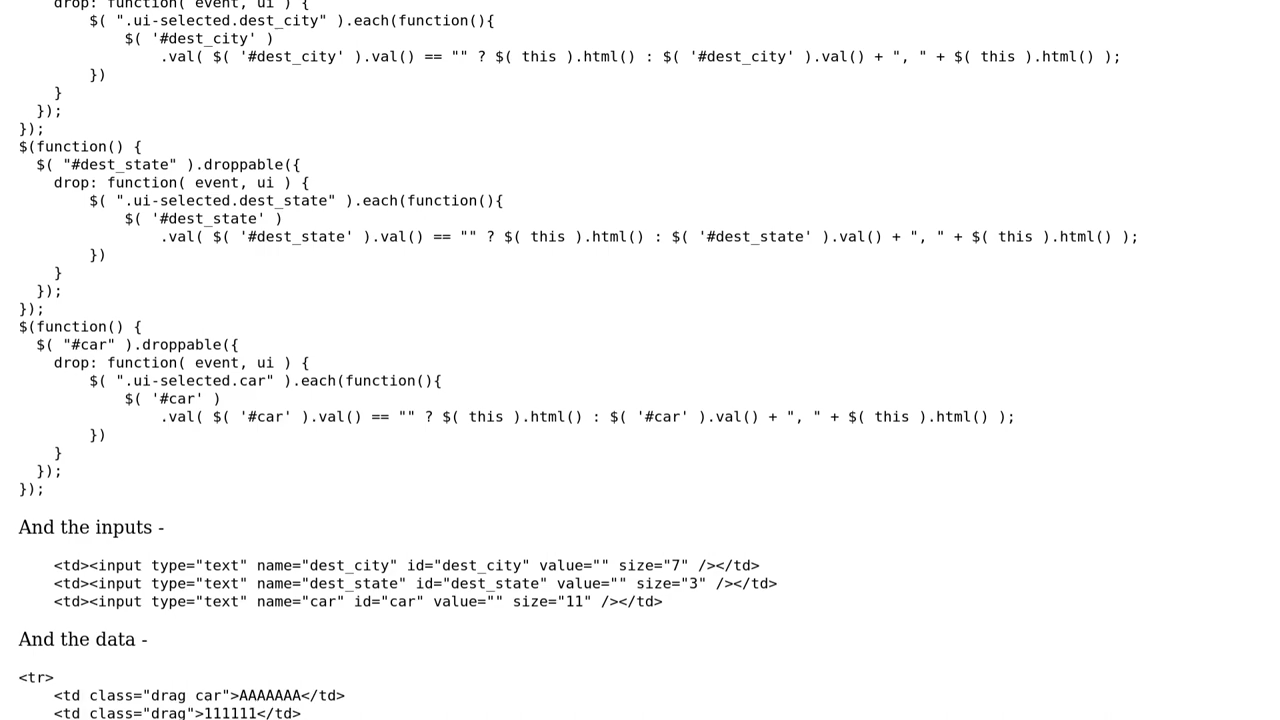 drop: function( event, ui ) {
$( ".ui-selected.dest_city" ).each(function(){
$( '#dest_city' )
.val( $( '#dest_city' ).val() == "" ? $( this ).html() : $( '#dest_city' ).val() + ", " + $( this ).html() );
})
}
});
});
$(function() {
$( "#dest_state" ).droppable({
drop: function( event, ui ) {
$( ".ui-selected.dest_state" ).each(function(){
$( '#dest_state' )
.val( $( '#dest_state' ).val() == "" ? $( this ).html() : $( '#dest_state' ).val() + ", " + $( this ).html() );
})
}
});
});
$(function() {
$( "#car" ).droppable({
drop: function( event, ui ) {
$( ".ui-selected.car" ).each(function(){
$( '#car' )
.val( $( '#car' ).val() == "" ? $( this ).html() : $( '#car' ).val() + ", " + $( this ).html() );
})
}
});
});
And the inputs -
<td><input type="text" name="dest_city" id="dest_city" value="" size="7" /></td>
<td><input type="text" name="dest_state" id="dest_state" value="" size="3" /></td>
<td><input type="text" name="car" id="car" value="" size="11" /></td>
And the data -
<tr>
<td class="drag car">AAAAAAA</td>
<td class="drag">111111</td>